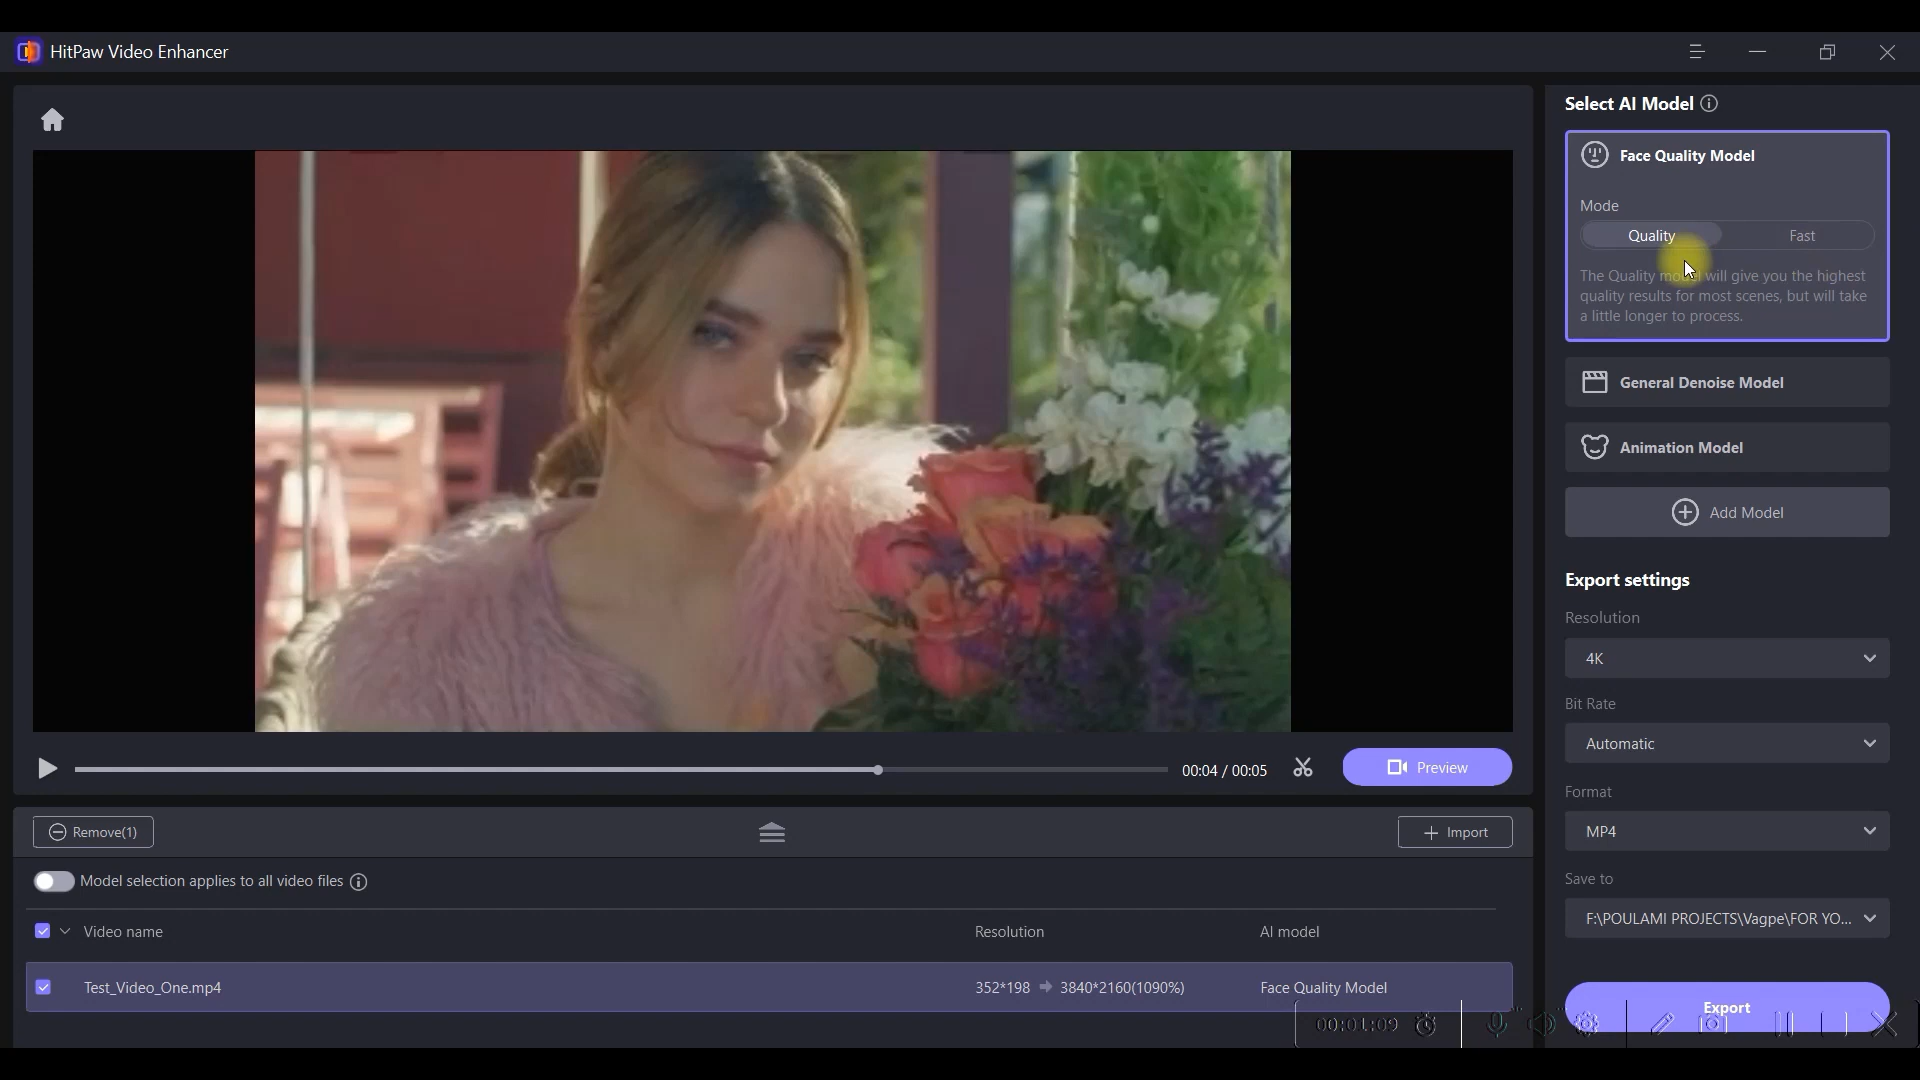 HitPaw Video Enhancer
Select AI Model
Face Quality Model
Mode
Quality Fast
The Quality model will give you the highest
quality results for most scenes, but will take
a little longer to process.
General Denoise Model
Animation Model
Add Model
Export settings
Resolution
4K
Bit Rate
Automatic
Format
MP4
Save to
F:\POULAMI PROJECTS\Vagpe\FOR YO...
Export
00:04 / 00:05
Preview
Remove(1)
Import
Model selection applies to all video files
Video name Resolution AI model
Test_Video_One.mp4 352*198 3840*2160(1090%) Face Quality Model
00:01:09